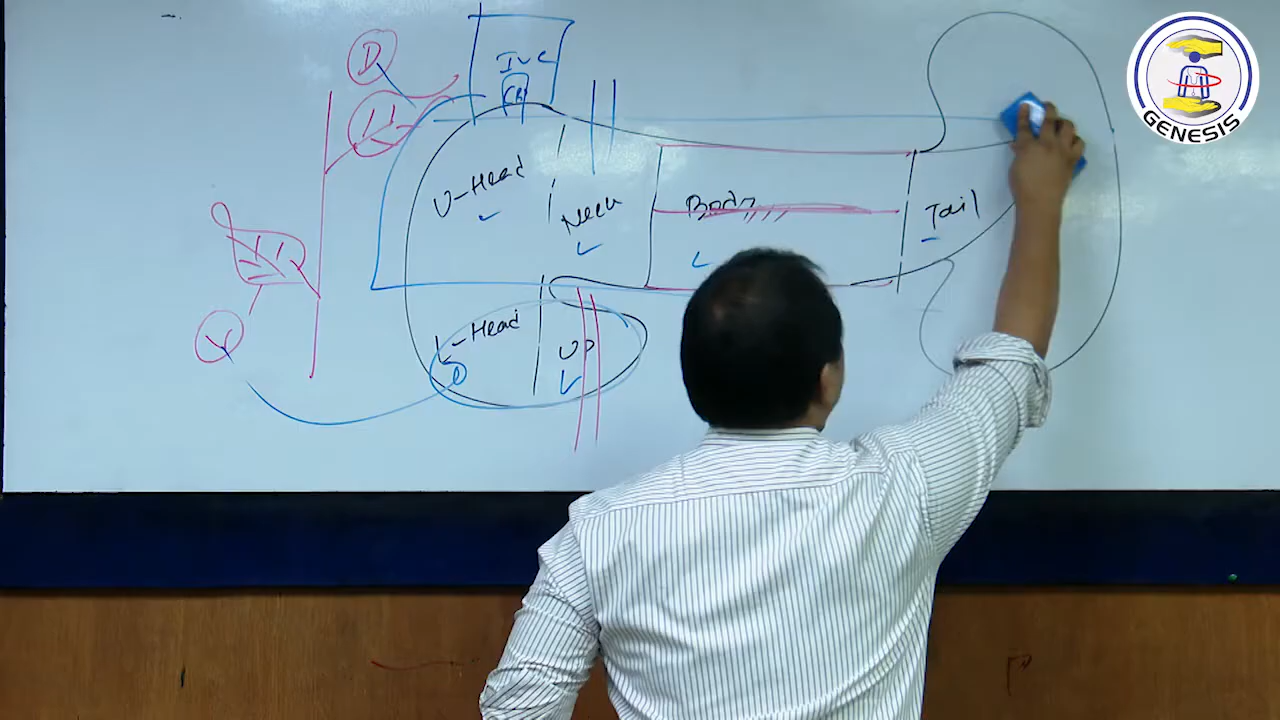 D
IVC
U-Head
Neck
Body
Tail
L-Head
UP
V
D
GENESIS